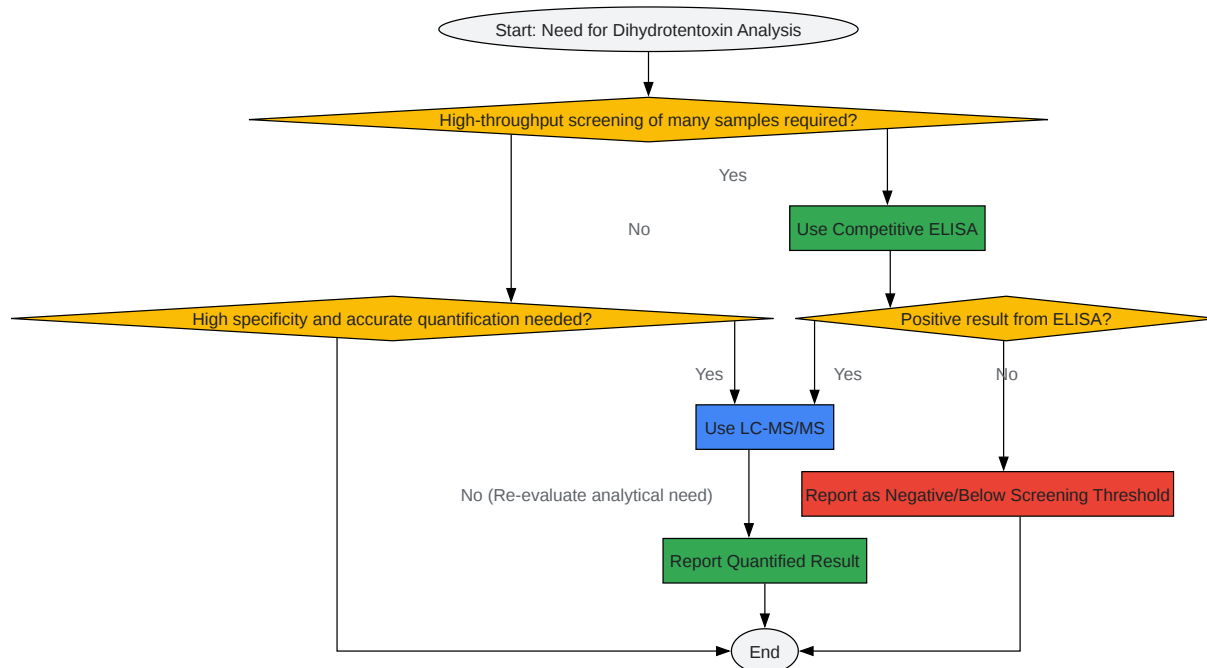 Start: Need for Dihydrotentoxin Analysis
High-throughput screening of many samples required?
Yes
No
Use Competitive ELISA
High specificity and accurate quantification needed?
Positive result from ELISA?
Yes
Yes
No
Use LC-MS/MS
No (Re-evaluate analytical need)
Report as Negative/Below Screening Threshold
Report Quantified Result
End